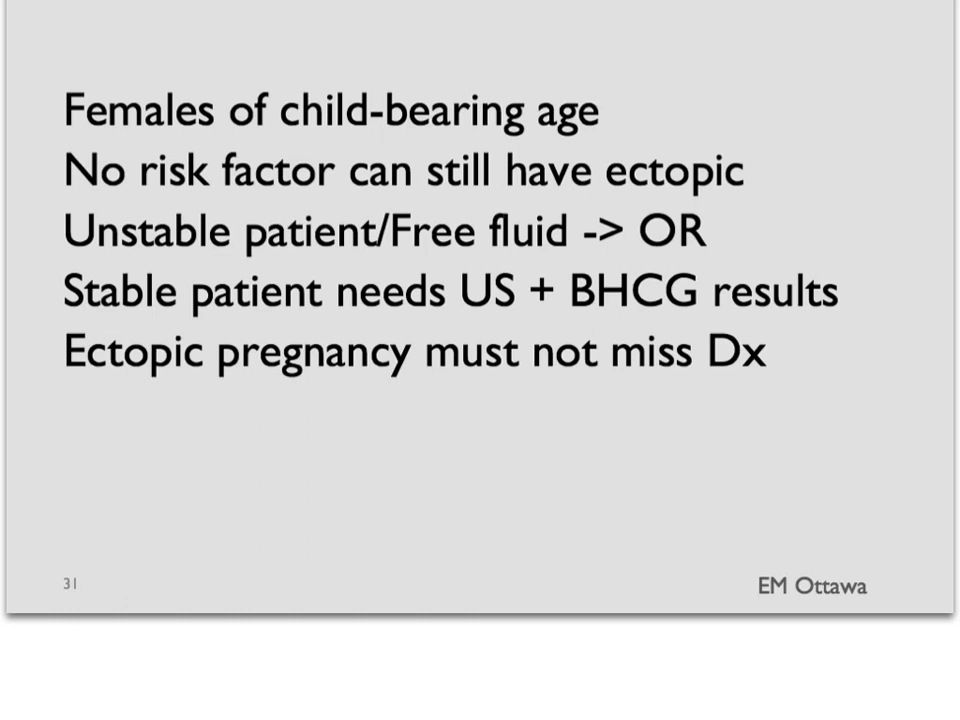 Females of child-bearing age
No risk factor can still have ectopic
Unstable patient/Free fluid -> OR
Stable patient needs US + BHCG results
Ectopic pregnancy must not miss Dx
31
EM Ottawa